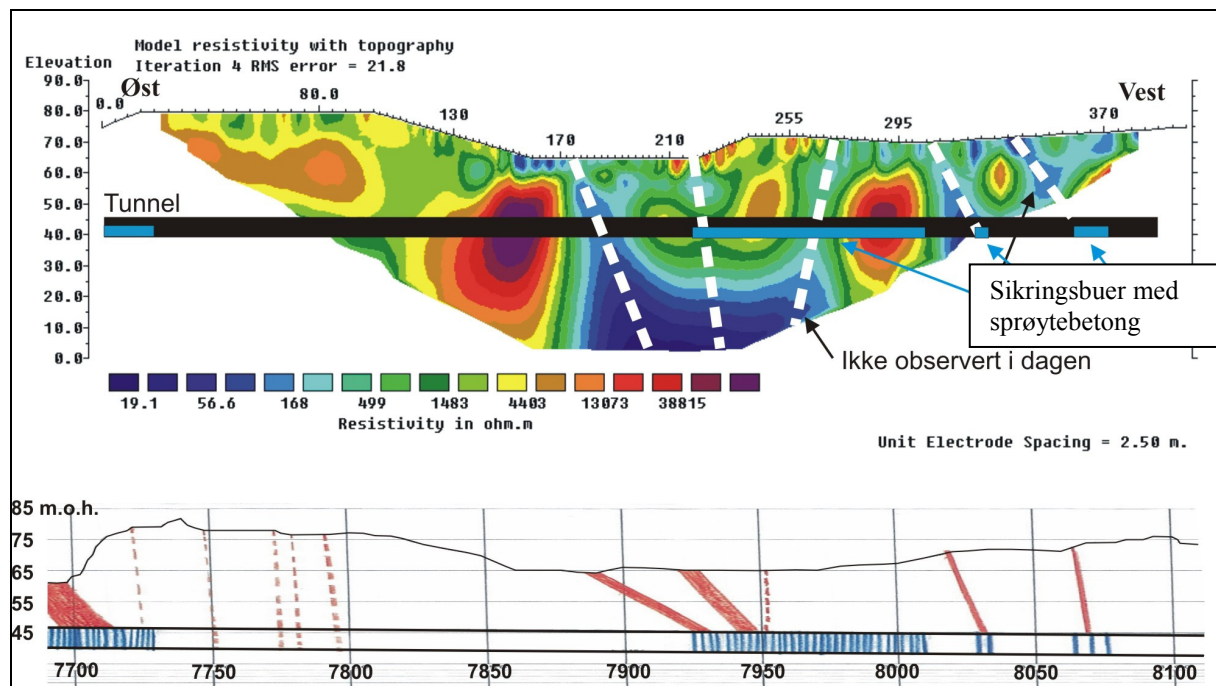 Model resistivity with topography
Iteration 4 RMS error = 21.8
Elevation
90.0
80.0
70.0
60.0
50.0
40.0
30.0
20.0
10.0
0.0
Øst
Vest
0.0
80.0
130
170
210
255
295
370
Tunnel
Sikringsbuer med
sprøytebetong
Ikke observert i dagen
19.1 56.6 168 499 1483 4403 13073 38815
Resistivity in ohm.m
Unit Electrode Spacing = 2.50 m.
85 m.o.h.
75
65
55
45
7700 7750 7800 7850 7900 7950 8000 8050 8100